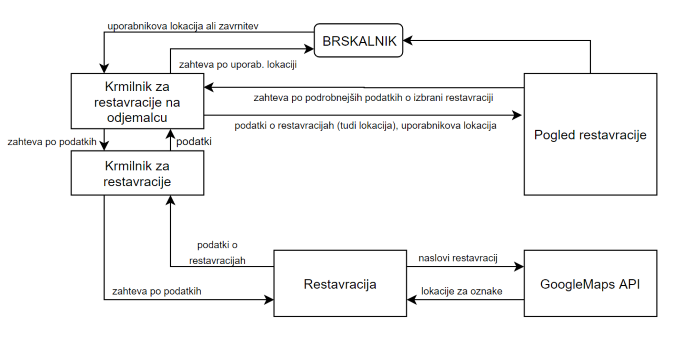 uporabnikova lokacija ali zavrnitev
BRSKALNIK
zahteva po uporab. lokaciji
Krmilnik za
restavracije na
odjemalcu
zahteva po podrobnejših podatkih o izbrani restavraciji
podatki o restavracijah (tudi lokacija), uporabnikova lokacija
Pogled restavracije
zahteva po podatkih
podatki
Krmilnik za
restavracije
podatki o
restavracijah
zahteva po podatkih
Restavracija
naslovi restavracij
lokacije za oznake
GoogleMaps API